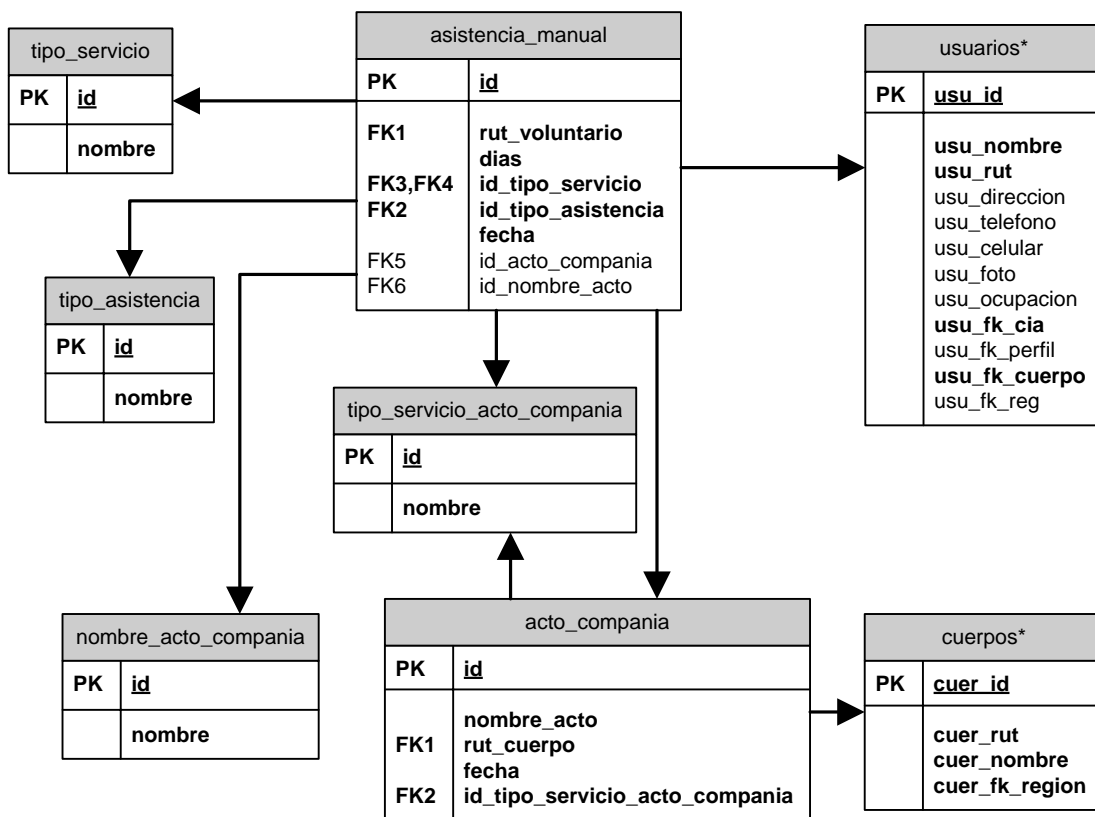 tipo_servicio
PK id
nombre
asistencia_manual
PK id
FK1 rut_voluntario
dias
FK3,FK4 id_tipo_servicio
FK2 id_tipo_asistencia
fecha
FK5 id_acto_compania
FK6 id_nombre_acto
usuarios*
PK usu_id
usu_nombre
usu_rut
usu_direccion
usu_telefono
usu_celular
usu_foto
usu_ocupacion
usu_fk_cia
usu_fk_perfil
usu_fk_cuerpo
usu_fk_reg
tipo_asistencia
PK id
nombre
tipo_servicio_acto_compania
PK id
nombre
nombre_acto_compania
PK id
nombre
acto_compania
PK id
nombre_acto
FK1 rut_cuerpo
fecha
FK2 id_tipo_servicio_acto_compania
cuerpos*
PK cuer_id
cuer_rut
cuer_nombre
cuer_fk_region